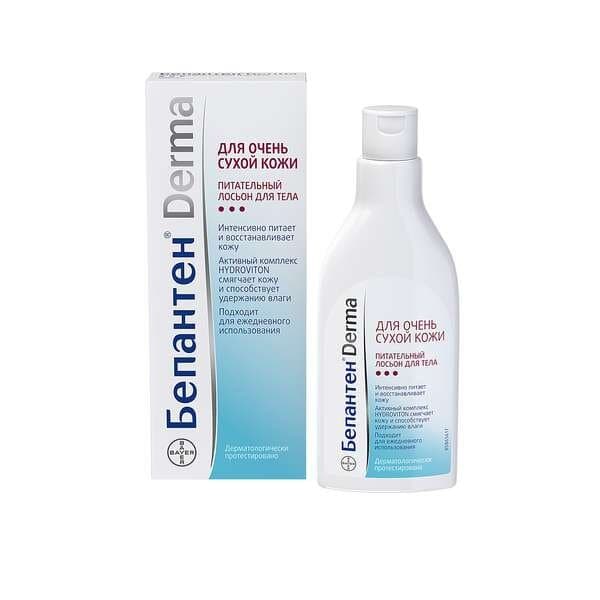 Бепантен® Derma
ДЛЯ ОЧЕНЬ
СУХОЙ КОЖИ
ПИТАТЕЛЬНЫЙ
ЛОСЬОН ДЛЯ ТЕЛА
Интенсивно питает
и восстанавливает
кожу
Активный комплекс
HYDROVITON
смягчает кожу
и способствует
удержанию влаги
Подходит
для ежедневного
использования
Дерматологически
протестировано
BAYER
BAYER
Бепантен® Derma
ДЛЯ ОЧЕНЬ
СУХОЙ КОЖИ
ПИТАТЕЛЬНЫЙ
ЛОСЬОН ДЛЯ ТЕЛА
Интенсивно питает
и восстанавливает
кожу
Активный комплекс
HYDROVITON смягчает
кожу и способствует
удержанию влаги
Подходит
для ежедневного
использования
Дерматологически
протестировано